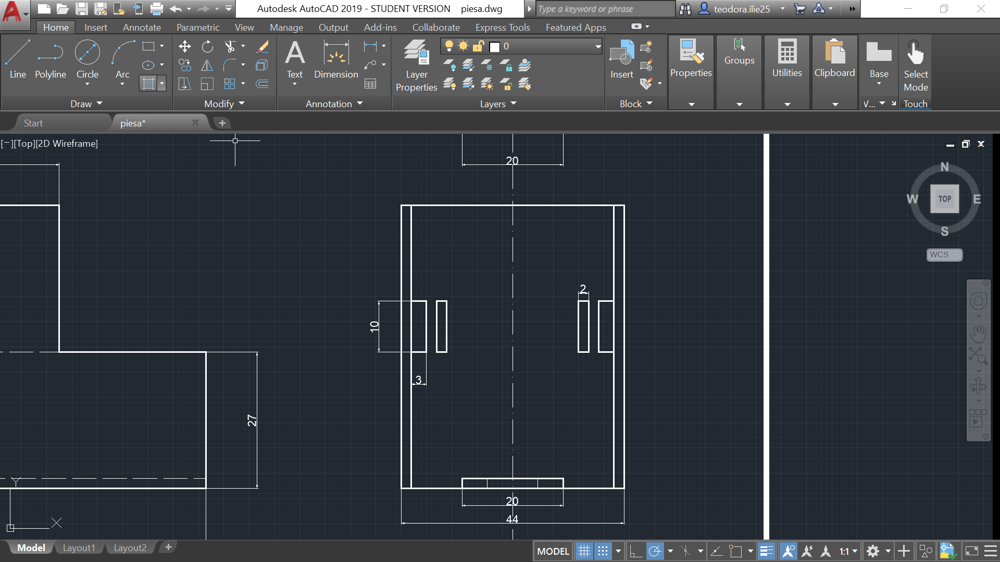 Autodesk AutoCAD 2019 - STUDENT VERSION piesa.dwg
Type a keyword or phrase
teodora.ilie25
Home Insert Annotate Parametric View Manage Output Add-ins Collaborate Express Tools Featured Apps
Line Polyline Circle Arc
Text Dimension
Layer Properties
0
Insert
Properties
Groups
Utilities
Clipboard
Base
Select Mode
Draw Modify Annotation Layers Block V... Touch
Start piesa*
[−][Top][2D Wireframe]
20
N
W TOP E
S
WCS
2
10
3
27
20
44
Y
X
Model Layout1 Layout2
MODEL 1:1